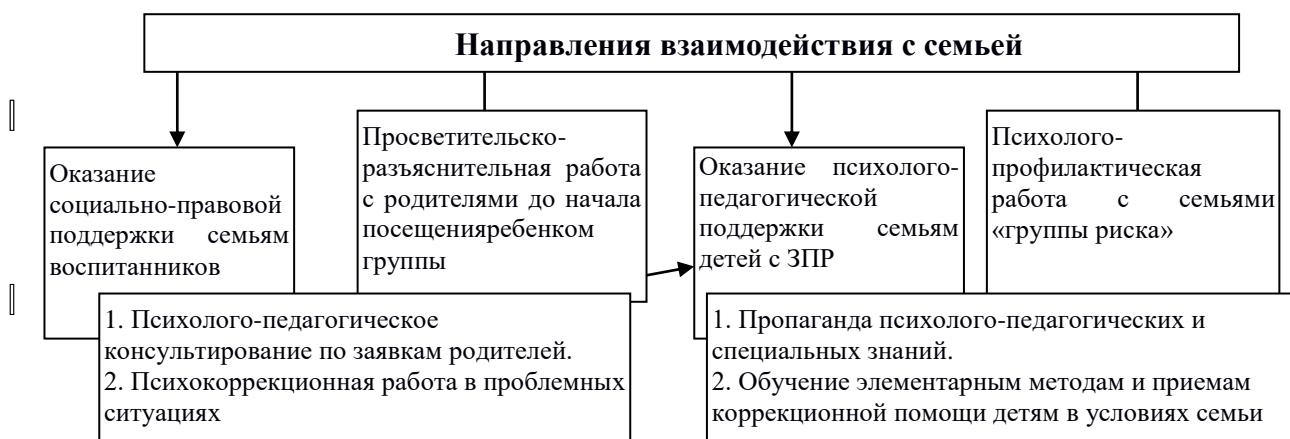 Направления взаимодействия с семьей
Оказание
социально-правовой
поддержки семьям
воспитанников
Просветительско-
разъяснительная работа
с родителями до начала
посещенияребенком
группы
Оказание психолого-
педагогической
поддержки семьям
детей с ЗПР
Психолого-
профилактическая
работа с семьями
«группы риска»
1. Психолого-педагогическое
консультирование по заявкам родителей.
2. Психокоррекционная работа в проблемных
ситуациях
1. Пропаганда психолого-педагогических и
специальных знаний.
2. Обучение элементарным методам и приемам
коррекционной помощи детям в условиях семьи